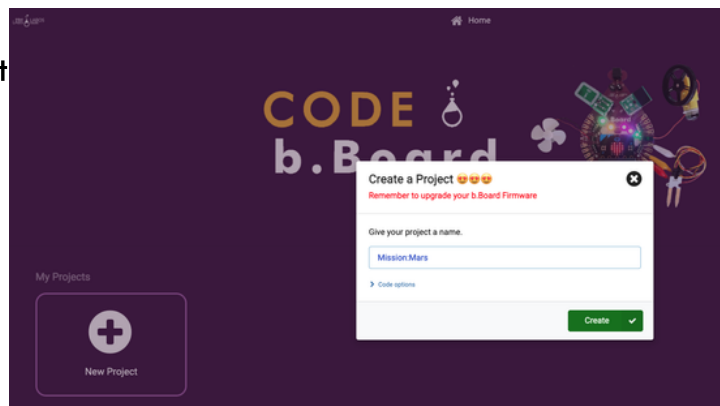 Home
t
CODE
b.Board
Create a Project 😍😍😍
Remember to upgrade your b.Board Firmware
Give your project a name.
Mission:Mars
Code options
Create
My Projects
New Project